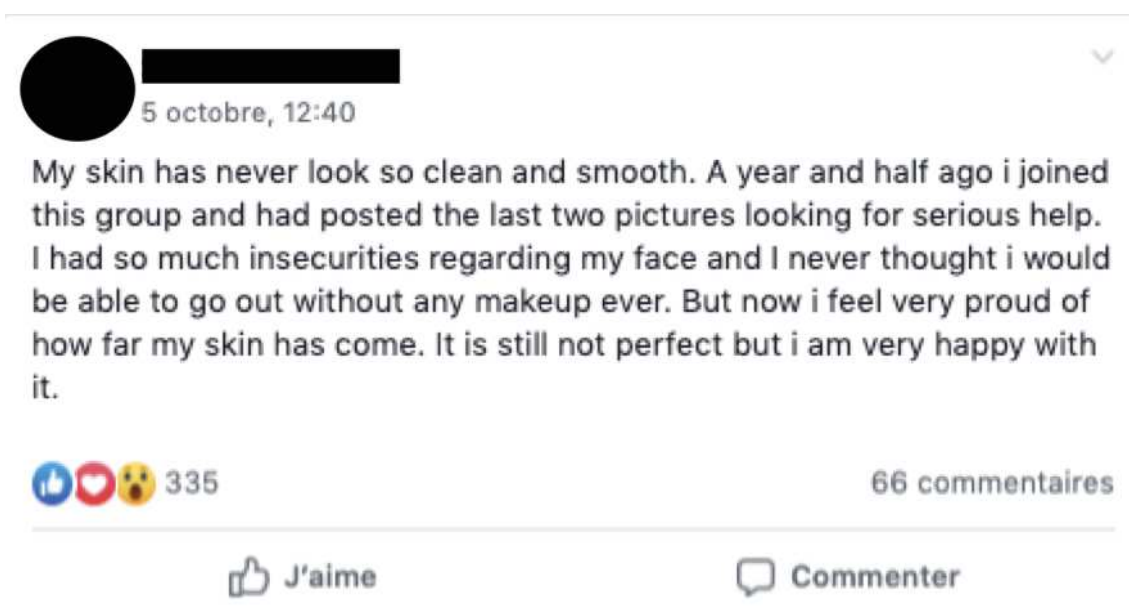 5 octobre, 12:40
My skin has never look so clean and smooth. A year and half ago i joined
this group and had posted the last two pictures looking for serious help.
I had so much insecurities regarding my face and I never thought i would
be able to go out without any makeup ever. But now i feel very proud of
how far my skin has come. It is still not perfect but i am very happy with
it.
335 66 commentaires
J'aime Commenter